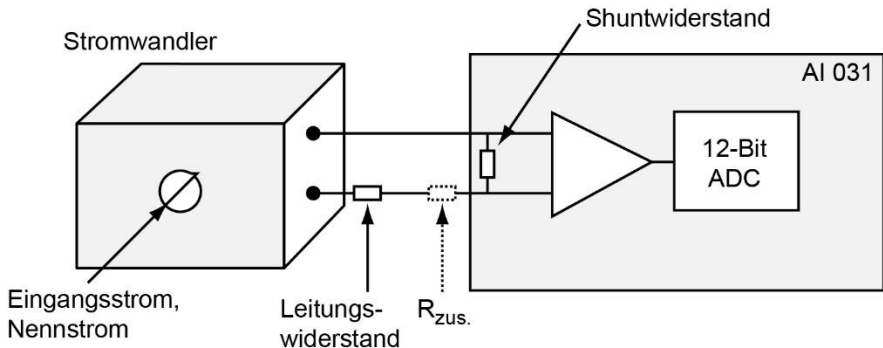 Shuntwiderstand
Stromwandler
AI 031
12-Bit
ADC
Eingangsstrom,
Nennstrom
Leitungs-
widerstand
Rzus.